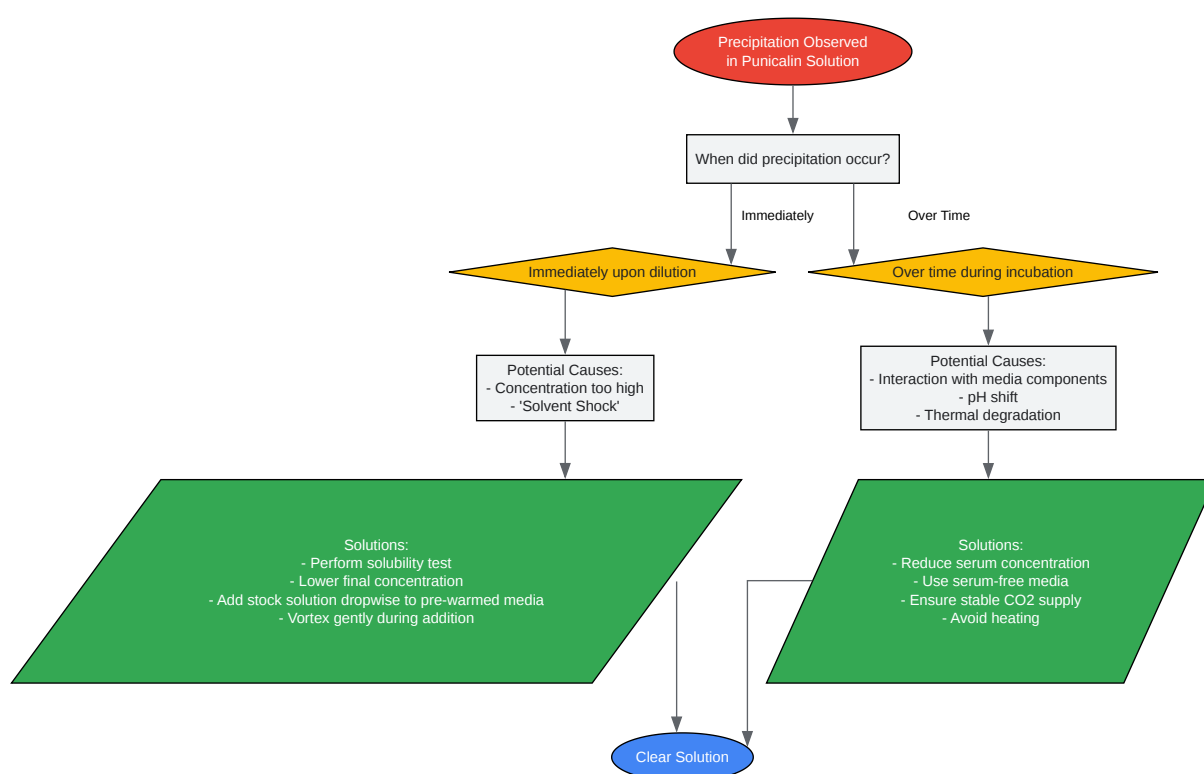 Precipitation Observed
in Punicalin Solution
When did precipitation occur?
Immediately
Over Time
Immediately upon dilution
Over time during incubation
Potential Causes:
- Concentration too high
- 'Solvent Shock'
Potential Causes:
- Interaction with media components
- pH shift
- Thermal degradation
Solutions:
- Perform solubility test
- Lower final concentration
- Add stock solution dropwise to pre-warmed media
- Vortex gently during addition
Solutions:
- Reduce serum concentration
- Use serum-free media
- Ensure stable CO2 supply
- Avoid heating
Clear Solution